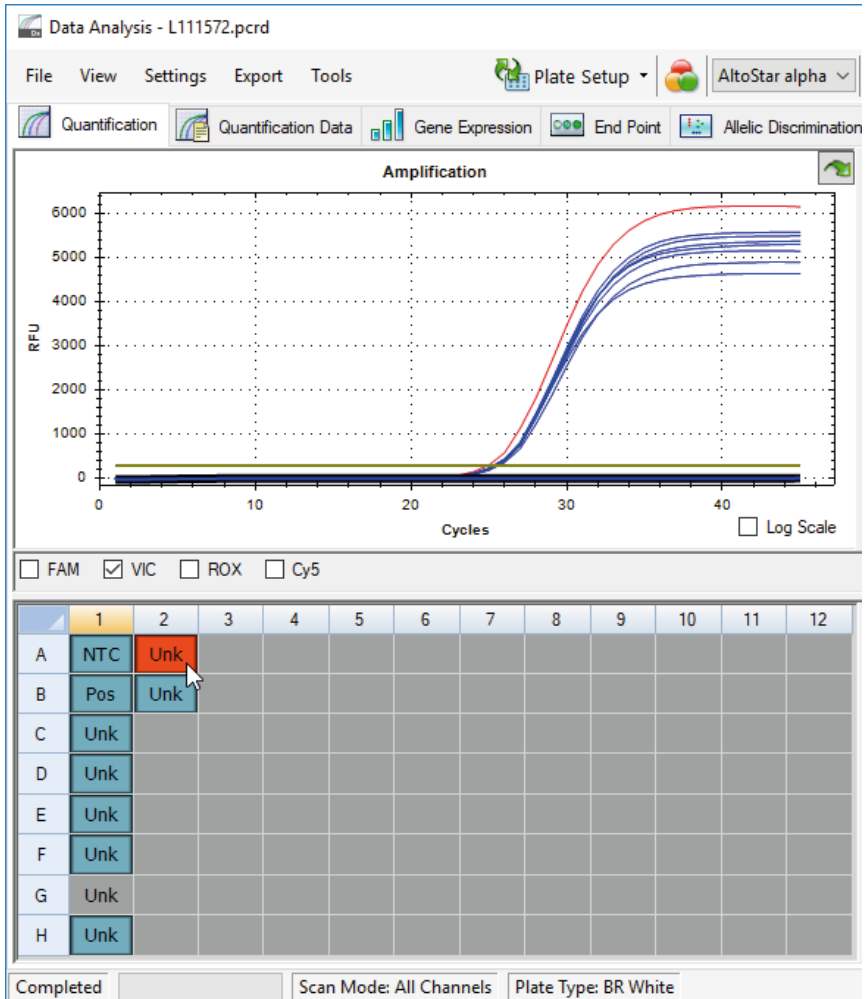 Data Analysis - L111572.pcrd
File View Settings Export Tools Plate Setup AltoStar alpha
Quantification Quantification Data Gene Expression End Point Allelic Discrimination
Amplification
6000
5000
4000
3000
2000
1000
0
RFU
0 10 20 30 40
Cycles
Log Scale
FAM VIC ROX Cy5
1 2 3 4 5 6 7 8 9 10 11 12
A NTC Unk
B Pos Unk
C Unk
D Unk
E Unk
F Unk
G Unk
H Unk
Completed Scan Mode: All Channels Plate Type: BR White